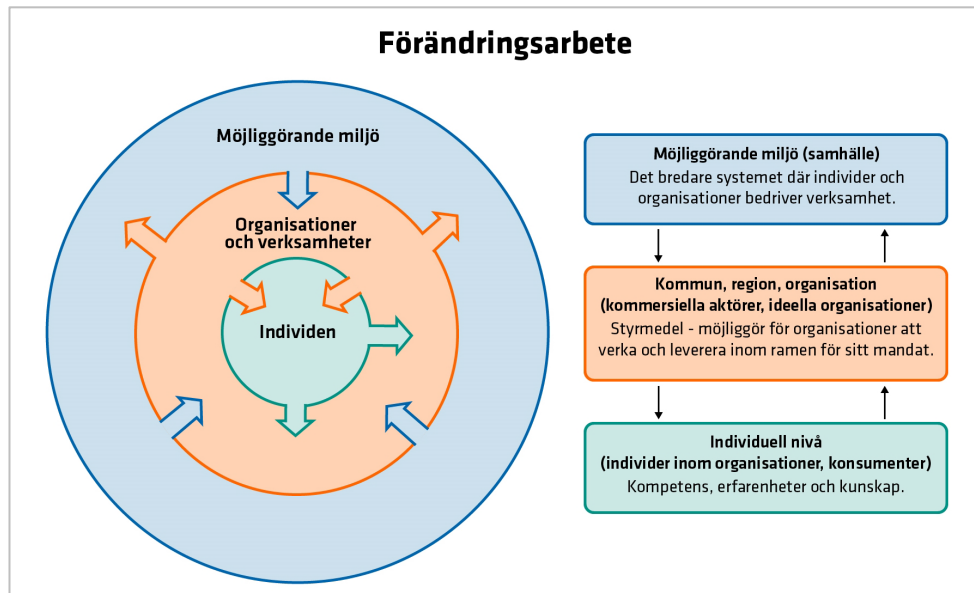 Förändringsarbete
Möjliggörande miljö
Organisationer
och verksamheter
Individen
Möjliggörande miljö (samhälle)
Det bredare systemet där individer och
organisationer bedriver verksamhet.
Kommun, region, organisation
(kommersiella aktörer, ideella organisationer)
Styrmedel - möjliggör för organisationer att
verka och leverera inom ramen för sitt mandat.
Individuell nivå
(individer inom organisationer, konsumenter)
Kompetens, erfarenheter och kunskap.